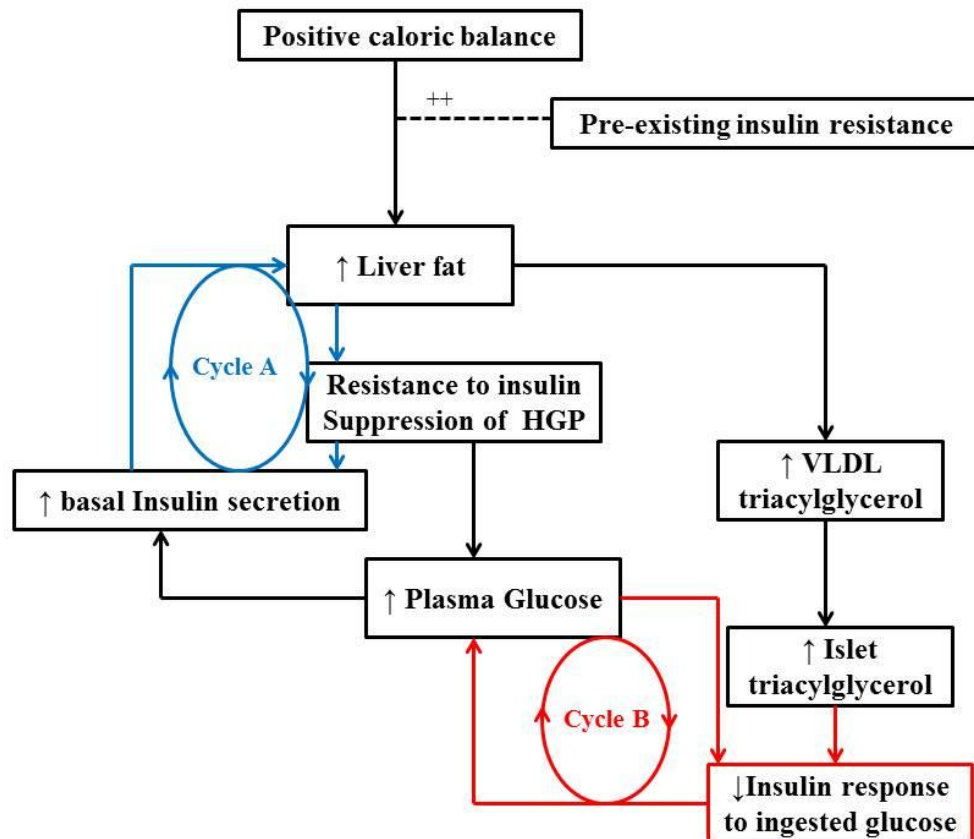 Positive caloric balance
++
Pre-existing insulin resistance
↑ Liver fat
Cycle A
Resistance to insulin
Suppression of HGP
↑ VLDL
triacylglycerol
↑ basal Insulin secretion
↑ Plasma Glucose
↑ Islet
triacylglycerol
Cycle B
↓Insulin response
to ingested glucose